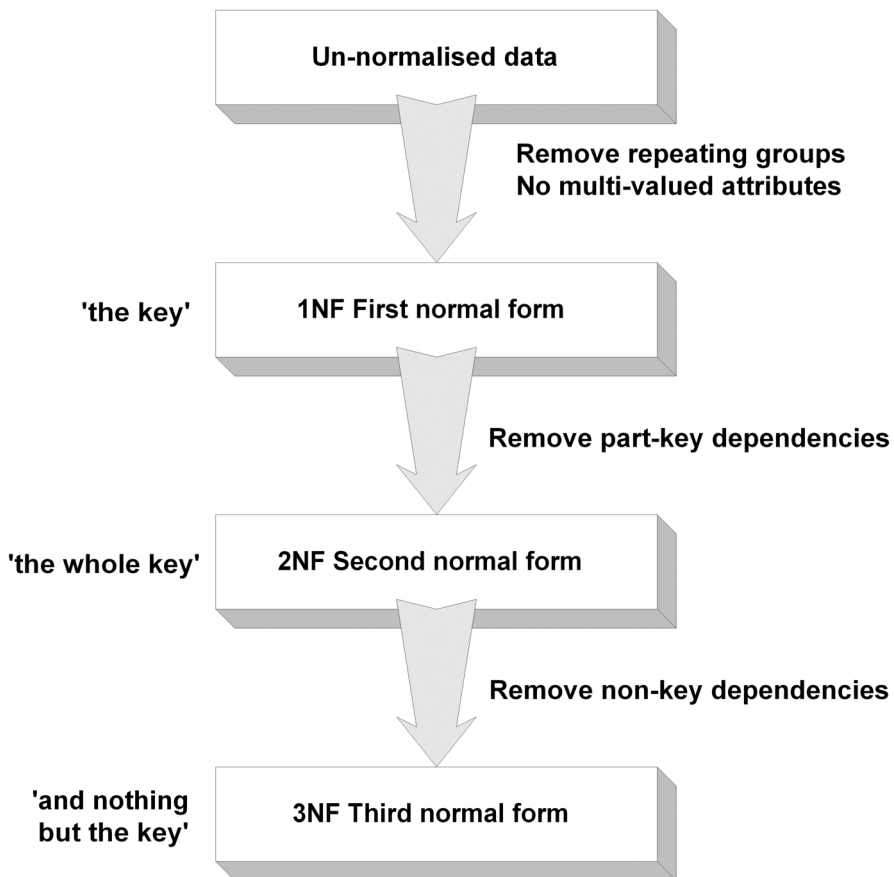 Un-normalised data
Remove repeating groups
No multi-valued attributes
'the key'
1NF First normal form
Remove part-key dependencies
'the whole key'
2NF Second normal form
Remove non-key dependencies
'and nothing
but the key'
3NF Third normal form